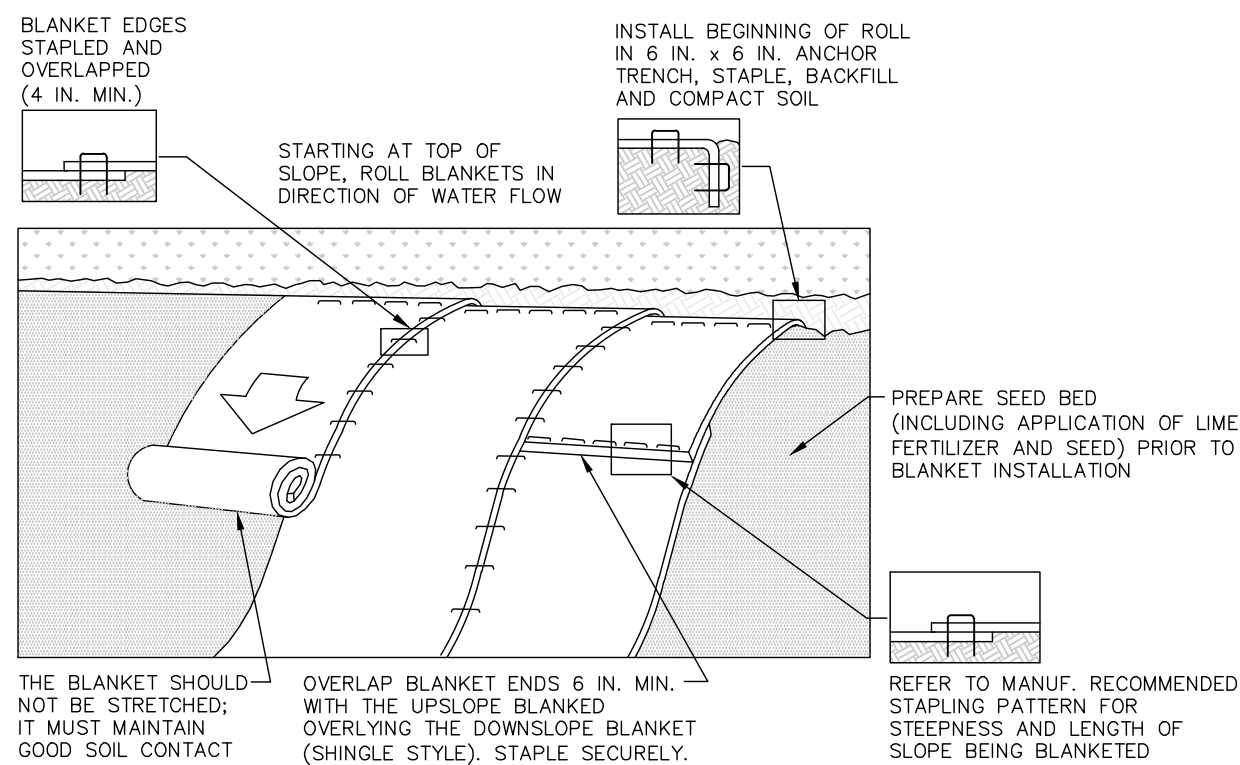 BLANKET EDGES
STAPLED AND
OVERLAPPED
(4 IN. MIN.)
INSTALL BEGINNING OF ROLL
IN 6 IN. x 6 IN. ANCHOR
TRENCH, STAPLE, BACKFILL
AND COMPACT SOIL
STARTING AT TOP OF
SLOPE, ROLL BLANKETS IN
DIRECTION OF WATER FLOW
PREPARE SEED BED
(INCLUDING APPLICATION OF LIME
FERTILIZER AND SEED) PRIOR TO
BLANKET INSTALLATION
THE BLANKET SHOULD
NOT BE STRETCHED;
IT MUST MAINTAIN
GOOD SOIL CONTACT
OVERLAP BLANKET ENDS 6 IN. MIN.
WITH THE UPSLOPE BLANKED
OVERLYING THE DOWNSLOPE BLANKET
(SHINGLE STYLE). STAPLE SECURELY.
REFER TO MANUF. RECOMMENDED
STAPLING PATTERN FOR
STEEPNESS AND LENGTH OF
SLOPE BEING BLANKETED